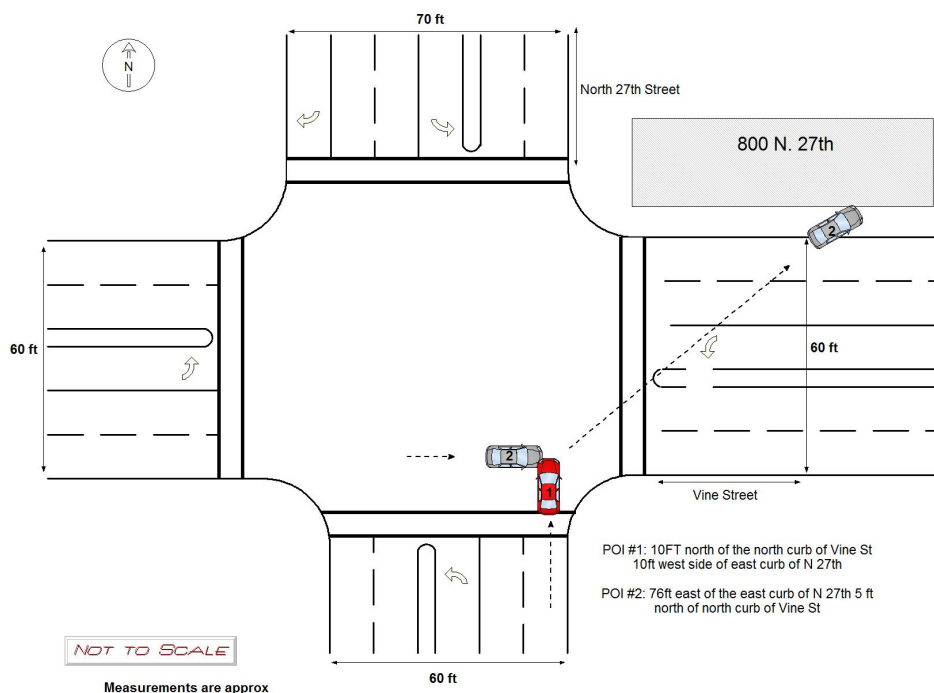 70 ft
N
North 27th Street
800 N. 27th
2
60 ft
60 ft
2
1
Vine Street
POI #1: 10FT north of the north curb of Vine St
10ft west side of east curb of N 27th
POI #2: 76ft east of the east curb of N 27th 5 ft
north of north curb of Vine St
NOT TO SCALE
60 ft
Measurements are approx